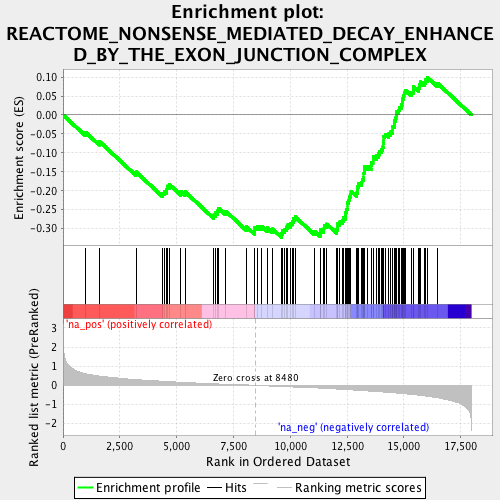 Enrichment plot:
REACTOME_NONSENSE_MEDIATED_DECAY_ENHANCE
D_BY_THE_EXON_JUNCTION_COMPLEX
Enrichment score (ES)
0.10
0.05
0.00
-0.05
-0.10
-0.15
-0.20
-0.25
-0.30
Ranked list metric (PreRanked)
'na_pos' (positively correlated)
3
2
1
0
-1
-2
Zero cross at 8480
'na_neg' (negatively correlated)
0 2,500 5,000 7,500 10,000 12,500 15,000 17,500
Rank in Ordered Dataset
Enrichment profile Hits Ranking metric scores